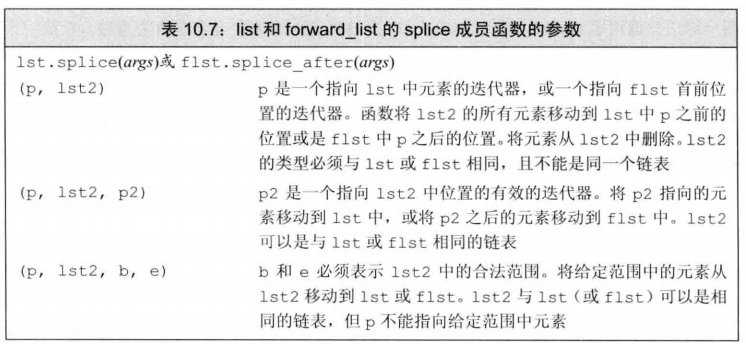 表 10.7：list 和 forward_list 的 splice 成员函数的参数
lst.splice(args)或 flst.splice_after(args)
(p, lst2) p 是一个指向 lst 中元素的迭代器，或一个指向 flst 首前位
置的迭代器。函数将 lst2 的所有元素移动到 lst 中 p 之前的
位置或是 flst 中 p 之后的位置。将元素从 lst2 中删除。lst2
的类型必须与 lst 或 flst 相同，且不能是同一个链表
(p, lst2, p2) p2 是一个指向 lst2 中位置的有效的迭代器。将 p2 指向的元
素移动到 lst 中，或将 p2 之后的元素移动到 flst 中。lst2
可以是与 lst 或 flst 相同的链表
(p, lst2, b, e) b 和 e 必须表示 lst2 中的合法范围。将给定范围中的元素从
lst2 移动到 lst 或 flst。lst2 与 lst（或 flst）可以是相
同的链表，但 p 不能指向给定范围中元素